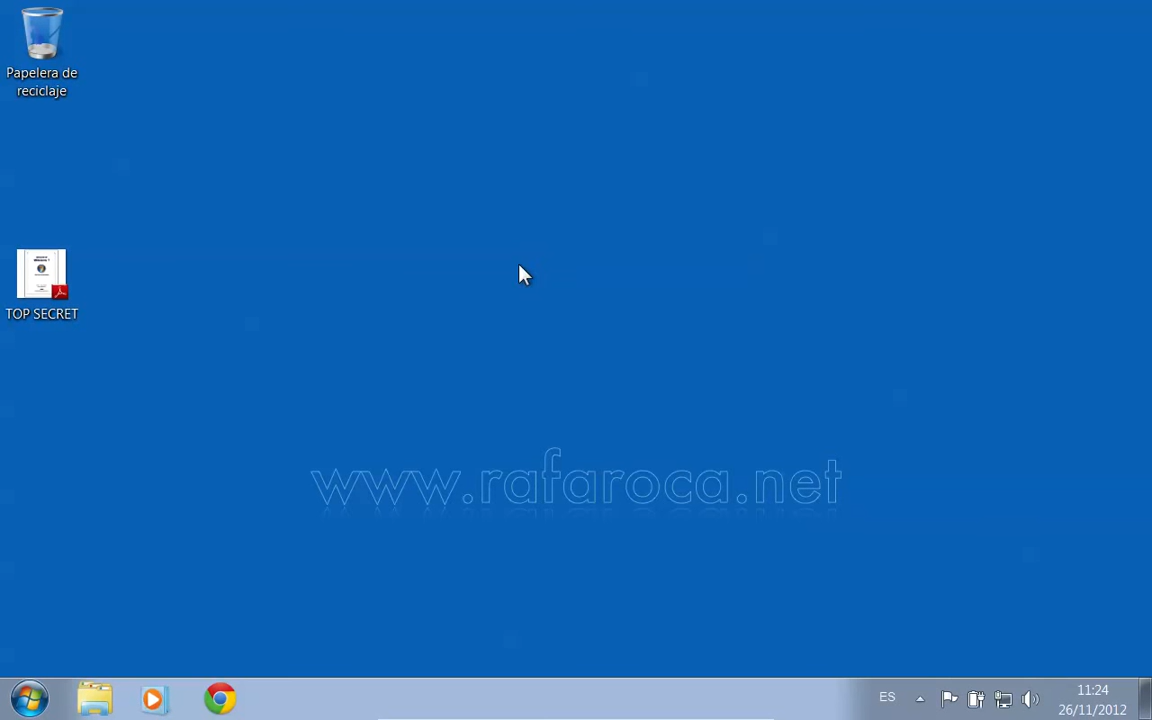 Papelera de
reciclaje
TOP SECRET
www.rafaroca.net
ES
11:24
26/11/2012